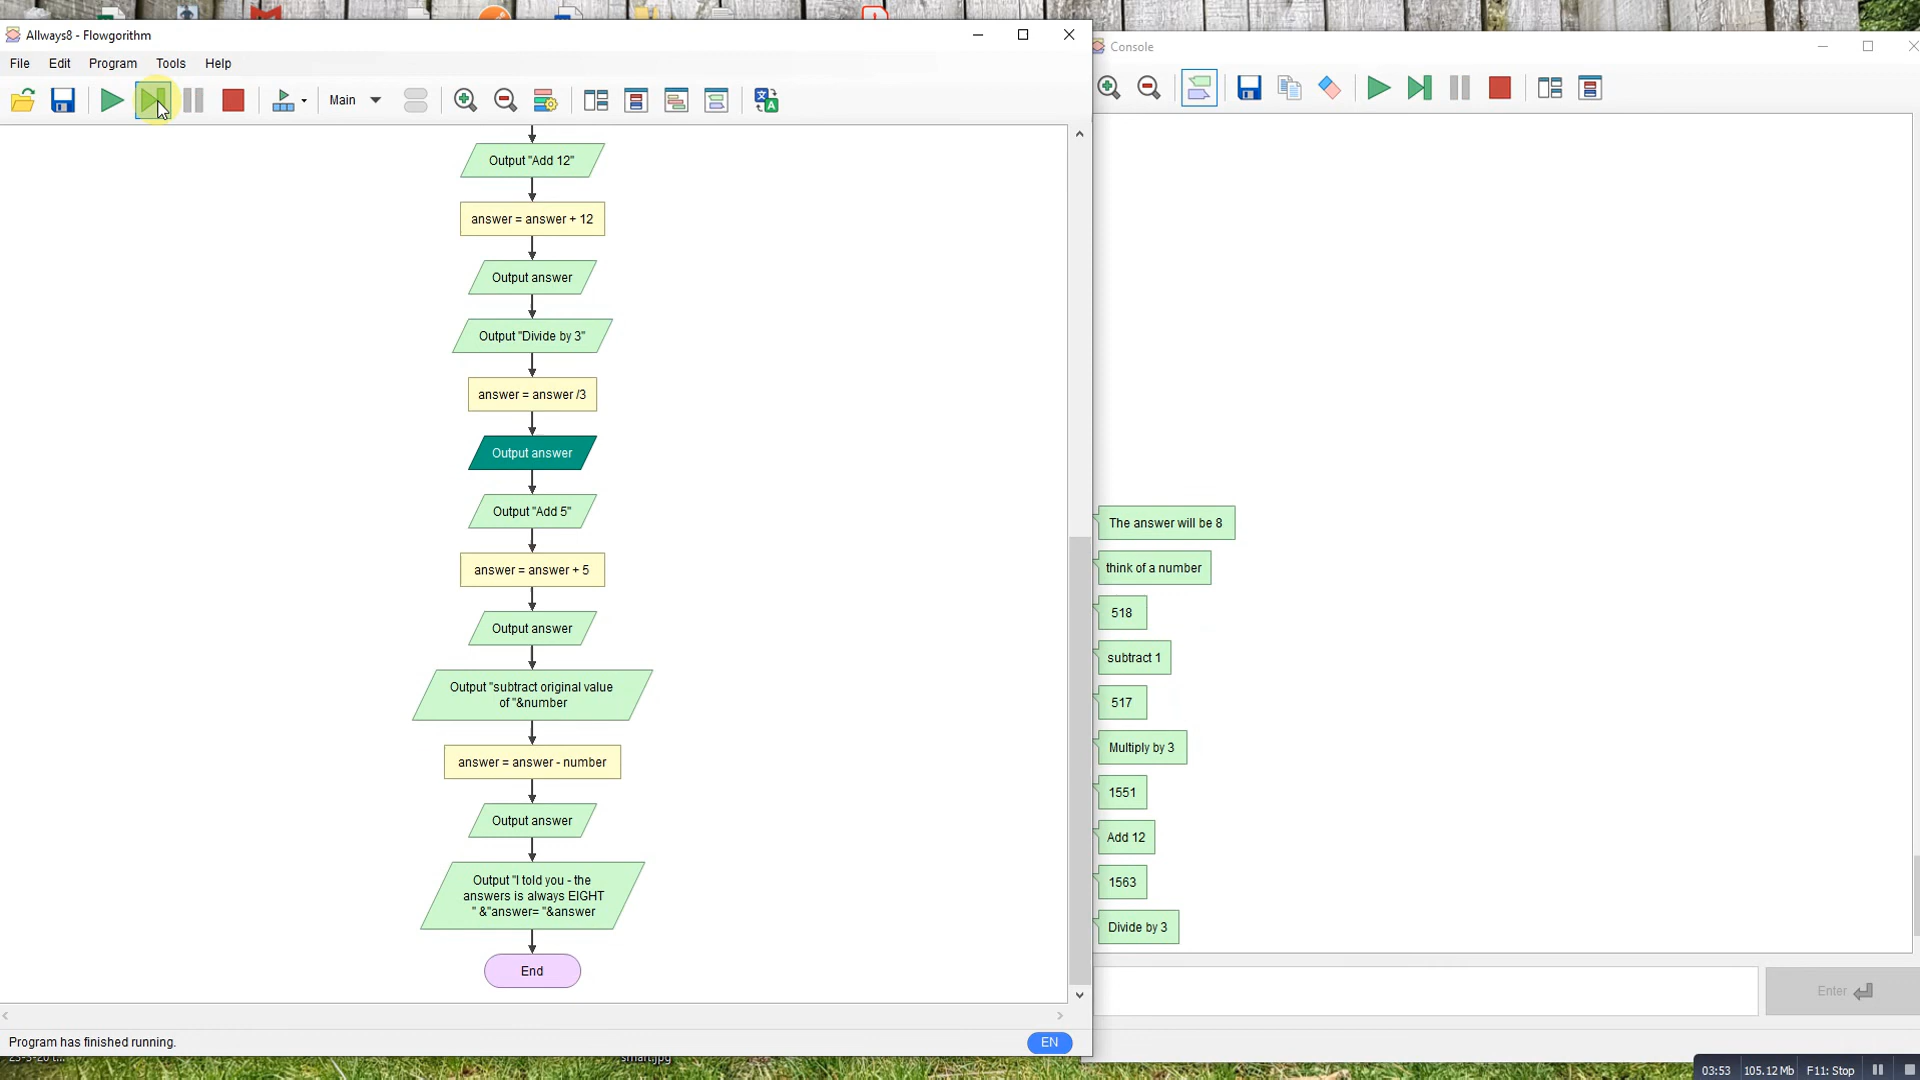 Allways8 - Flowgorithm
File Edit Program Tools Help
Main
Output "Add 12"
answer = answer + 12
Output answer
Output "Divide by 3"
answer = answer /3
Output answer
Output "Add 5"
answer = answer + 5
Output answer
Output "subtract original value
of "&number
answer = answer - number
Output answer
Output "I told you - the
answers is always EIGHT
" &"answer= "&answer
End
Program has finished running.
EN
Console
The answer will be 8
think of a number
518
subtract 1
517
Multiply by 3
1551
Add 12
1563
Divide by 3
Enter
smart.jpg
03:53 105.12 Mb F11: Stop